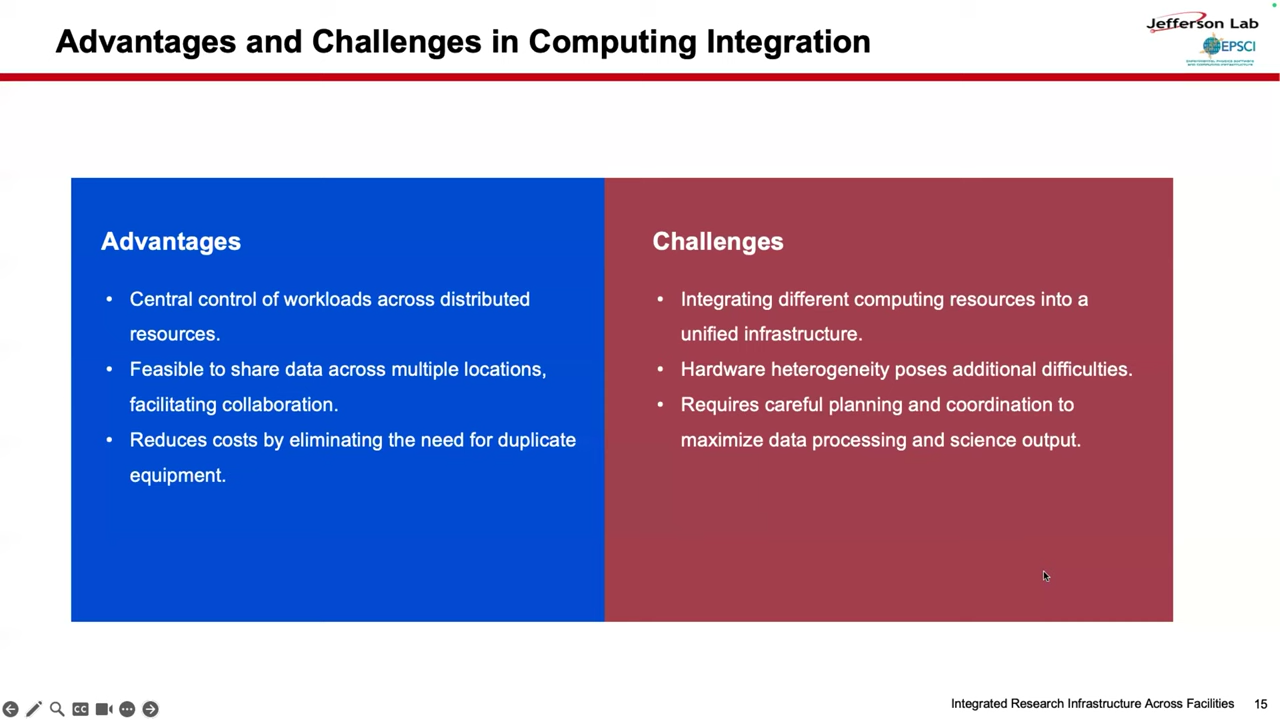 Advantages and Challenges in Computing Integration
Jefferson Lab
EPSCI
Advantages
• Central control of workloads across distributed
resources.
• Feasible to share data across multiple locations,
facilitating collaboration.
• Reduces costs by eliminating the need for duplicate
equipment.
Challenges
• Integrating different computing resources into a
unified infrastructure.
• Hardware heterogeneity poses additional difficulties.
• Requires careful planning and coordination to
maximize data processing and science output.
CC
Integrated Research Infrastructure Across Facilities 15